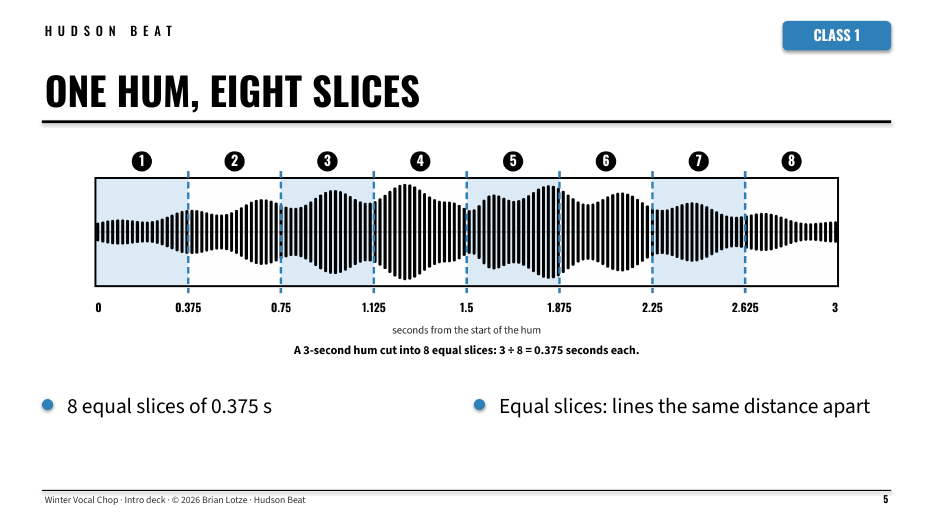 HUDSON BEAT
CLASS 1
ONE HUM, EIGHT SLICES
1 2 3 4 5 6 7 8
0 0.375 0.75 1.125 1.5 1.875 2.25 2.625 3
seconds from the start of the hum
A 3-second hum cut into 8 equal slices: 3 ÷ 8 = 0.375 seconds each.
8 equal slices of 0.375 s
Equal slices: lines the same distance apart
Winter Vocal Chop · Intro deck · © 2026 Brian Lotze · Hudson Beat
5